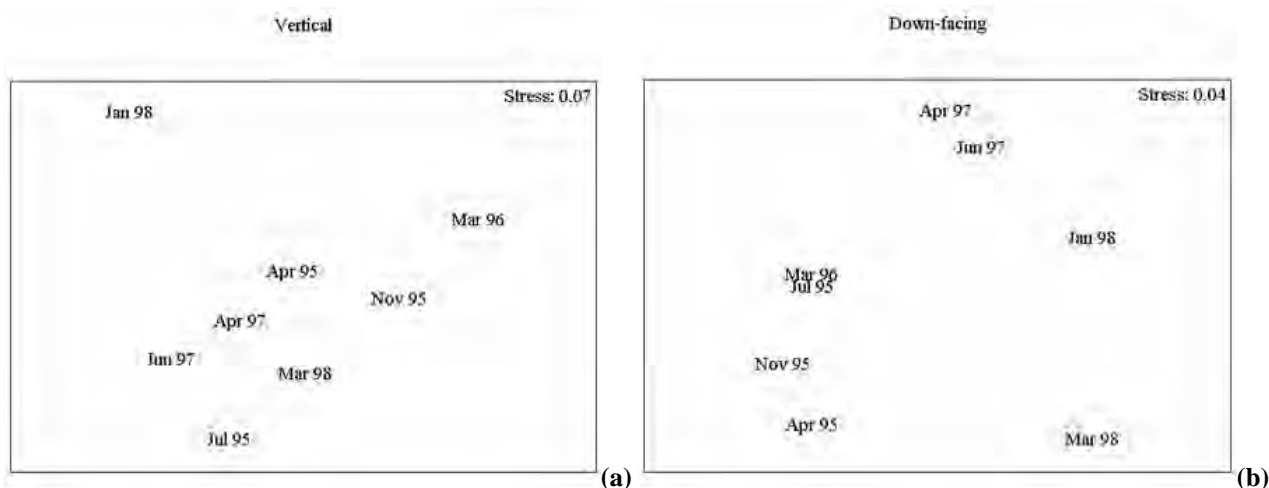 Vertical
Stress: 0.07
Jan 98
Mar 96
Apr 95
Nov 95
Apr 97
Jun 97
Mar 98
Jul 95
(a)
Down-facing
Stress: 0.04
Apr 97
Jun 97
Jan 98
Mar 96
Jul 95
Nov 95
Apr 95
Mar 98
(b)